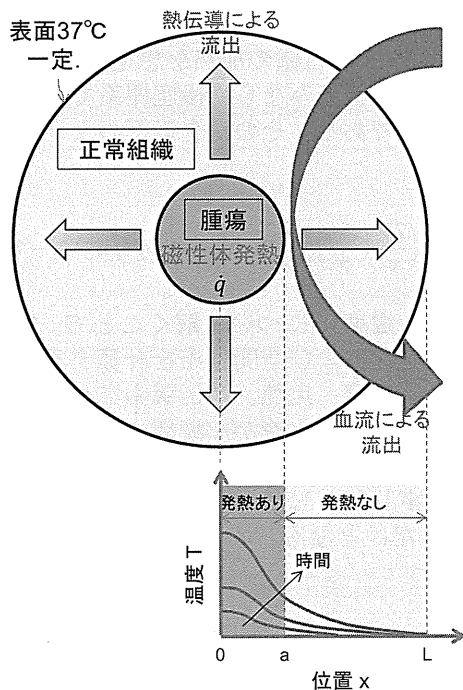 表面37℃
一定.
熱伝導による
流出
正常組織
腫瘍
磁性体発熱
q̇
血流による
流出
発熱あり
発熱なし
時間
温度 T
0
a
L
位置 x